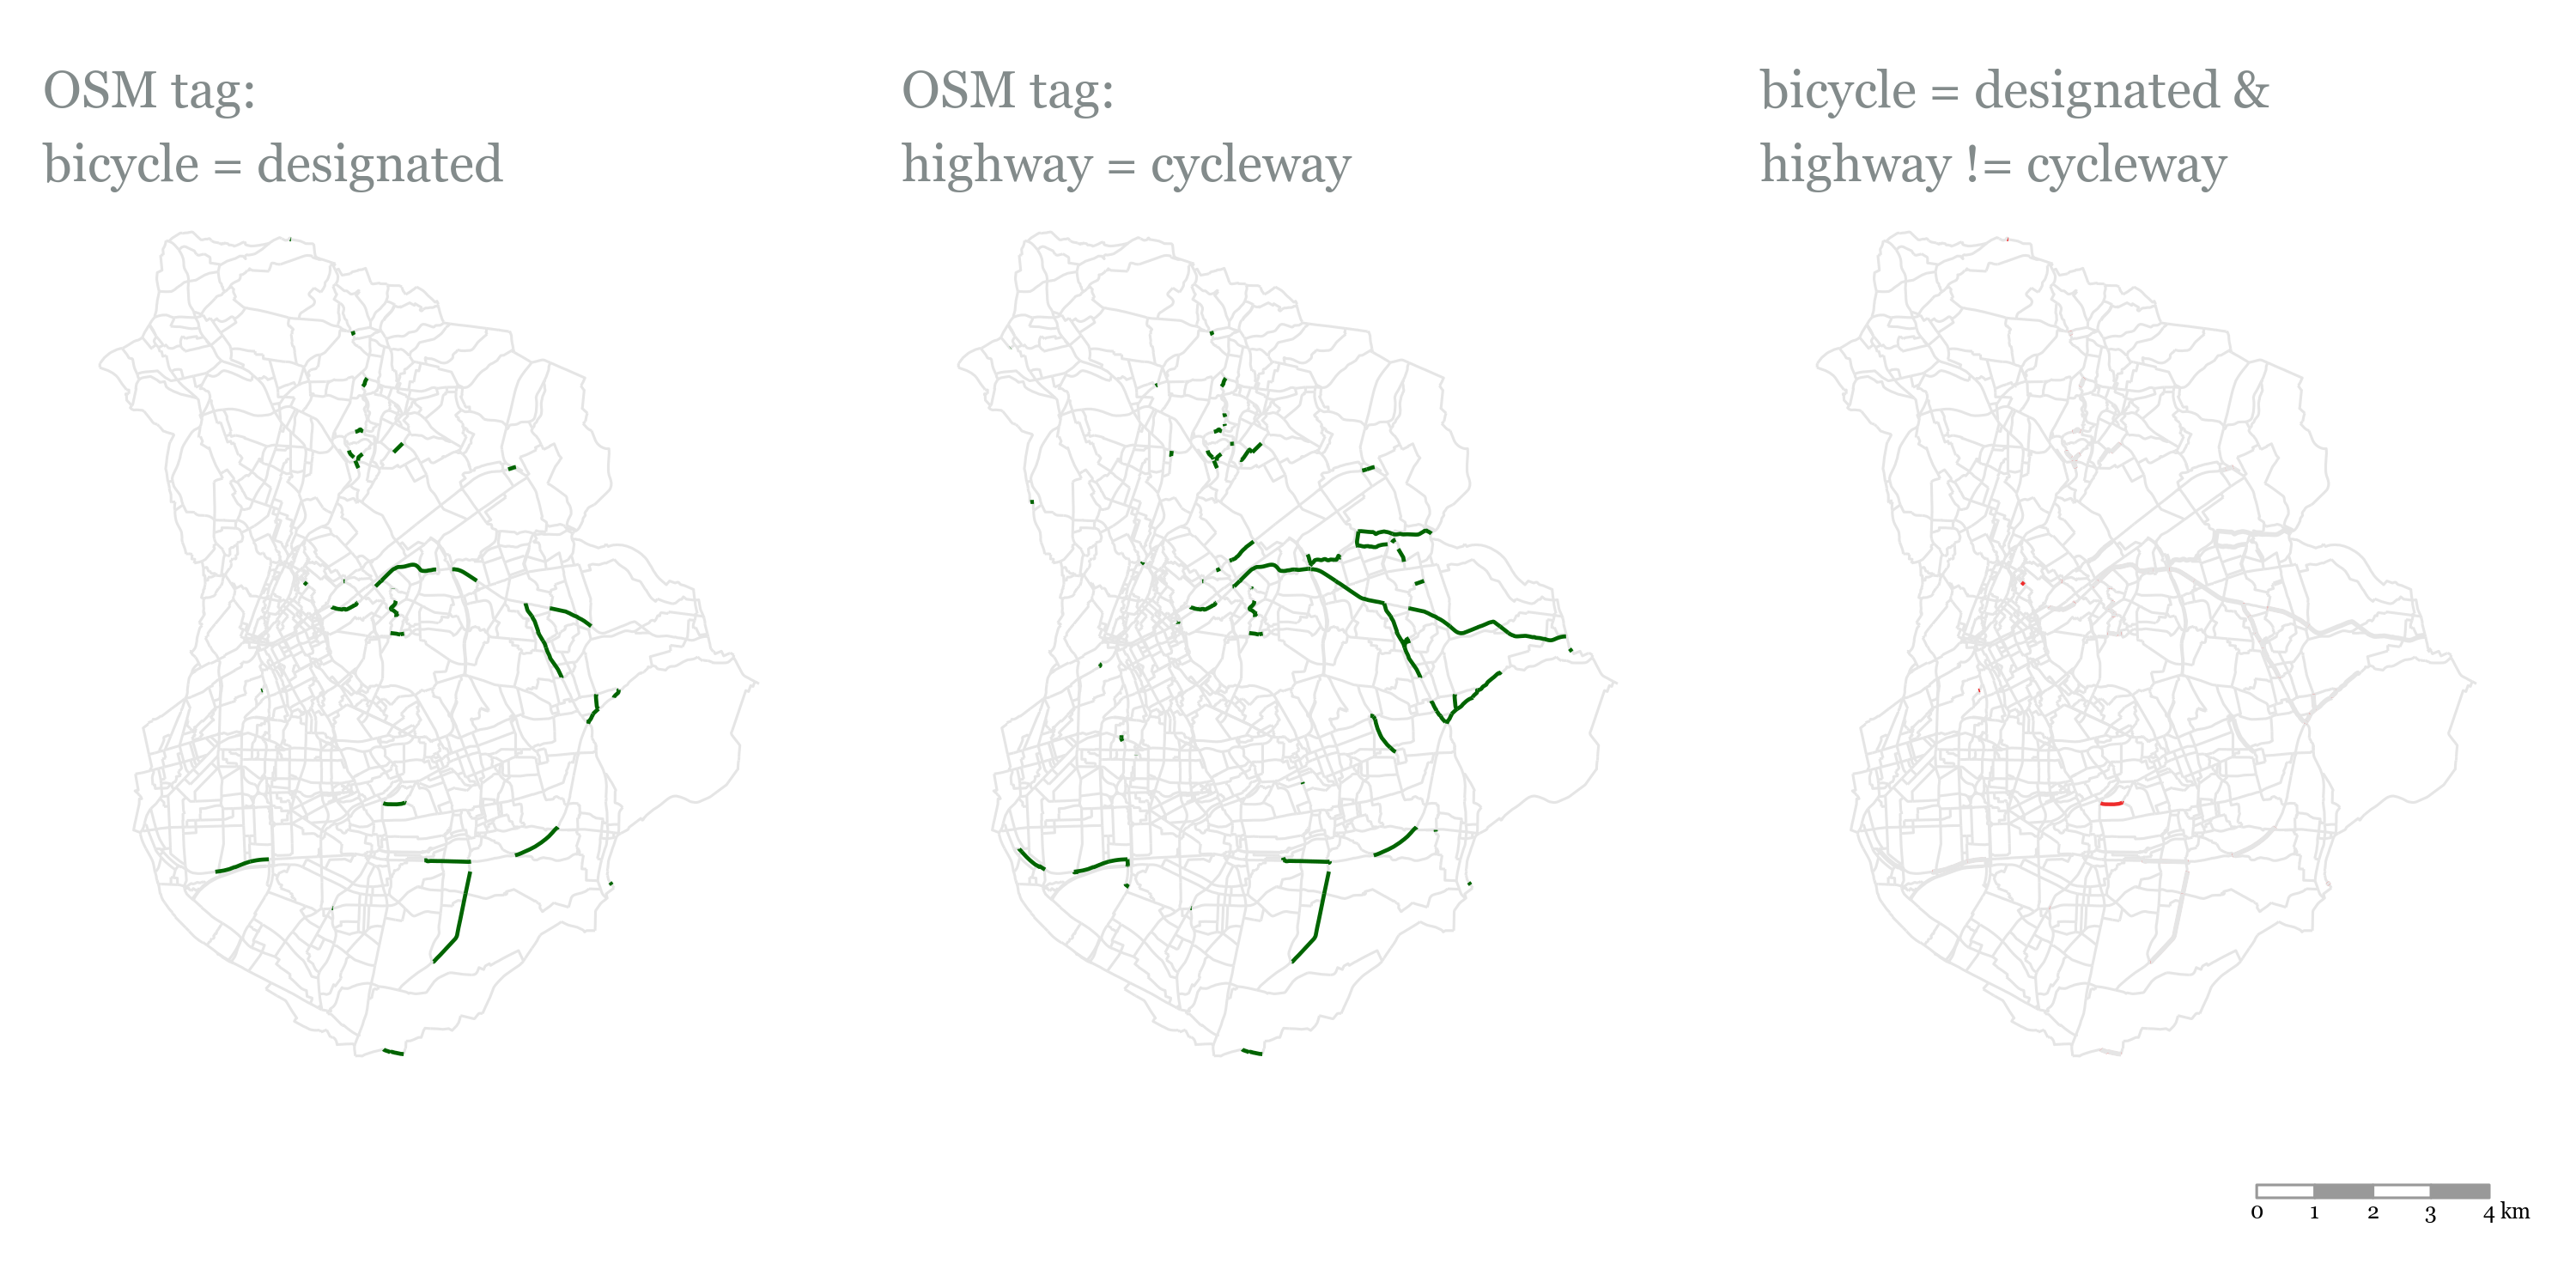 OSM tag:
bicycle = designated
OSM tag:
highway = cycleway
bicycle = designated &
highway != cycleway
0 1 2 3 4 km